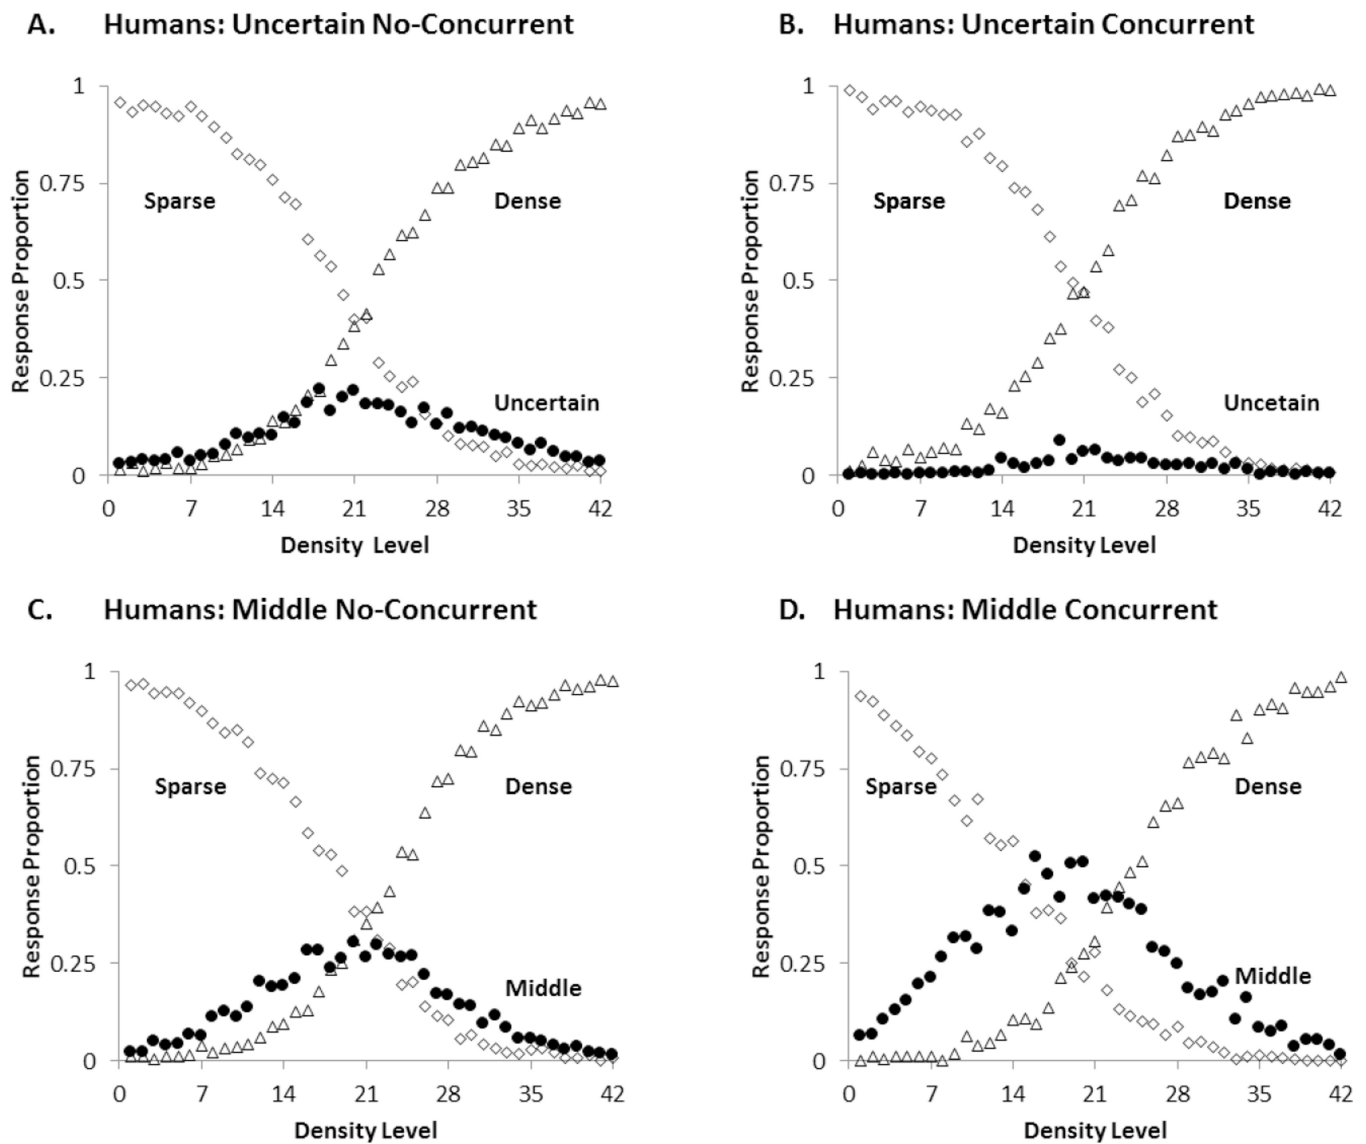 A. Humans: Uncertain No-Concurrent
1
0.75
0.5
0.25
0
Response Proportion
Sparse
Dense
Uncertain
0 7 14 21 28 35 42
Density Level
B. Humans: Uncertain Concurrent
1
0.75
0.5
0.25
0
Response Proportion
Sparse
Dense
Uncetain
0 7 14 21 28 35 42
Density Level
C. Humans: Middle No-Concurrent
1
0.75
0.5
0.25
0
Response Proportion
Sparse
Dense
Middle
0 7 14 21 28 35 42
Density Level
D. Humans: Middle Concurrent
1
0.75
0.5
0.25
0
Response Proportion
Sparse
Dense
Middle
0 7 14 21 28 35 42
Density Level